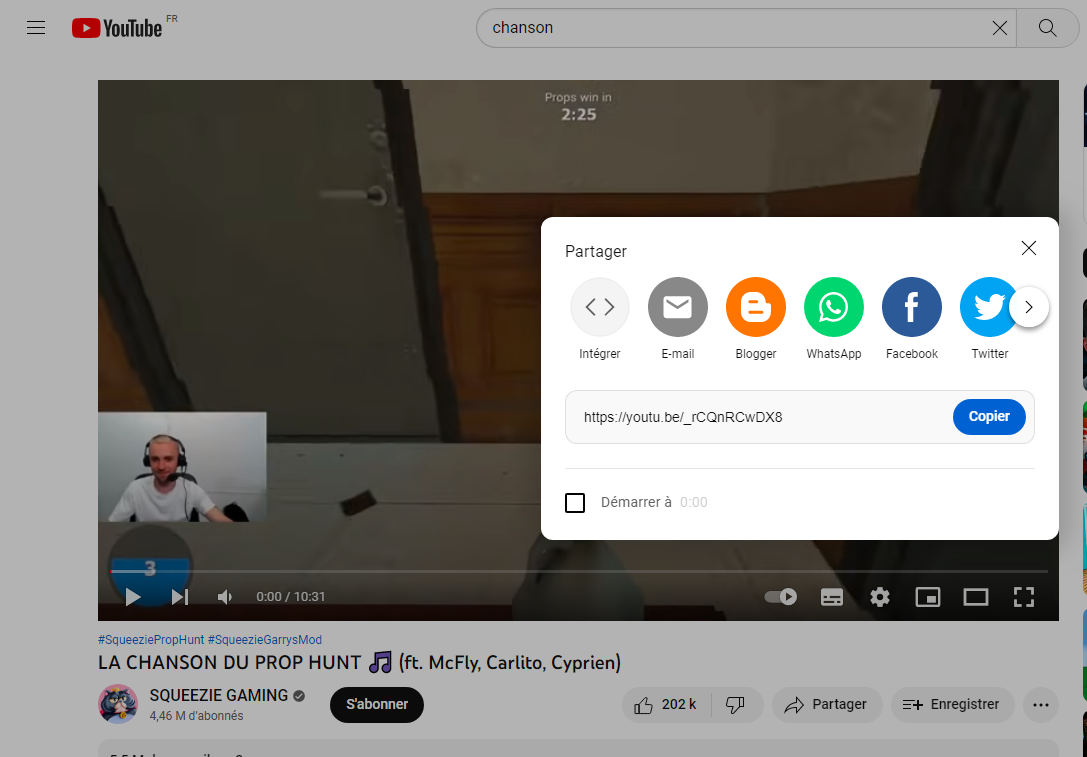 YouTube FR
chanson
Props win in
2:25
Partager
Intégrer
E-mail
Blogger
WhatsApp
Facebook
Twitter
https://youtu.be/_rCQnRCwDX8
Copier
Démarrer à 0:00
3
0:00 / 10:31
#SqueeziePropHunt #SqueezieGarrysMod
LA CHANSON DU PROP HUNT 🎵 (ft. McFly, Carlito, Cyprien)
SQUEEZIE GAMING
4,46 M d'abonnés
S'abonner
202 k
Partager
Enregistrer